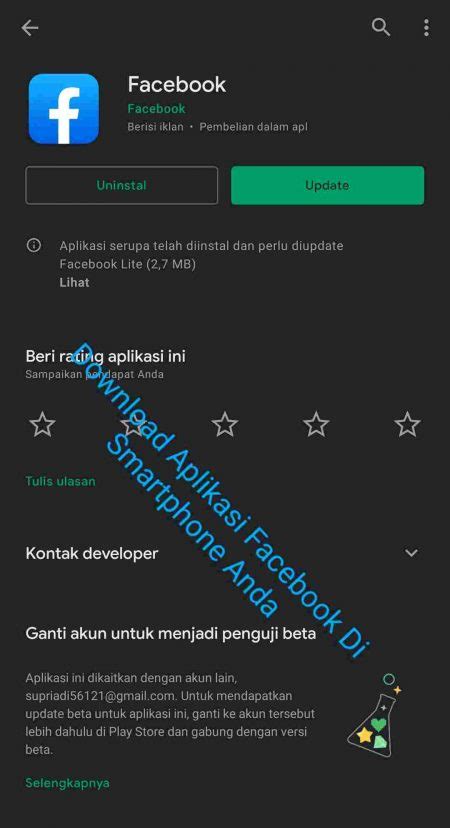 Facebook
Facebook
Berisi iklan • Pembelian dalam apl
Uninstal
Update
Aplikasi serupa telah diinstal dan perlu diupdate
Facebook Lite (2,7 MB)
Lihat
Beri rating aplikasi ini
Sampaikan pendapat Anda
Tulis ulasan
Download Aplikasi Facebook Di
Smartphone Anda
Kontak developer
Ganti akun untuk menjadi penguji beta
Aplikasi ini dikaitkan dengan akun lain,
supriadi56121@gmail.com. Untuk mendapatkan
update beta untuk aplikasi ini, ganti ke akun tersebut
lebih dahulu di Play Store dan gabung dengan versi
beta.
Selengkapnya